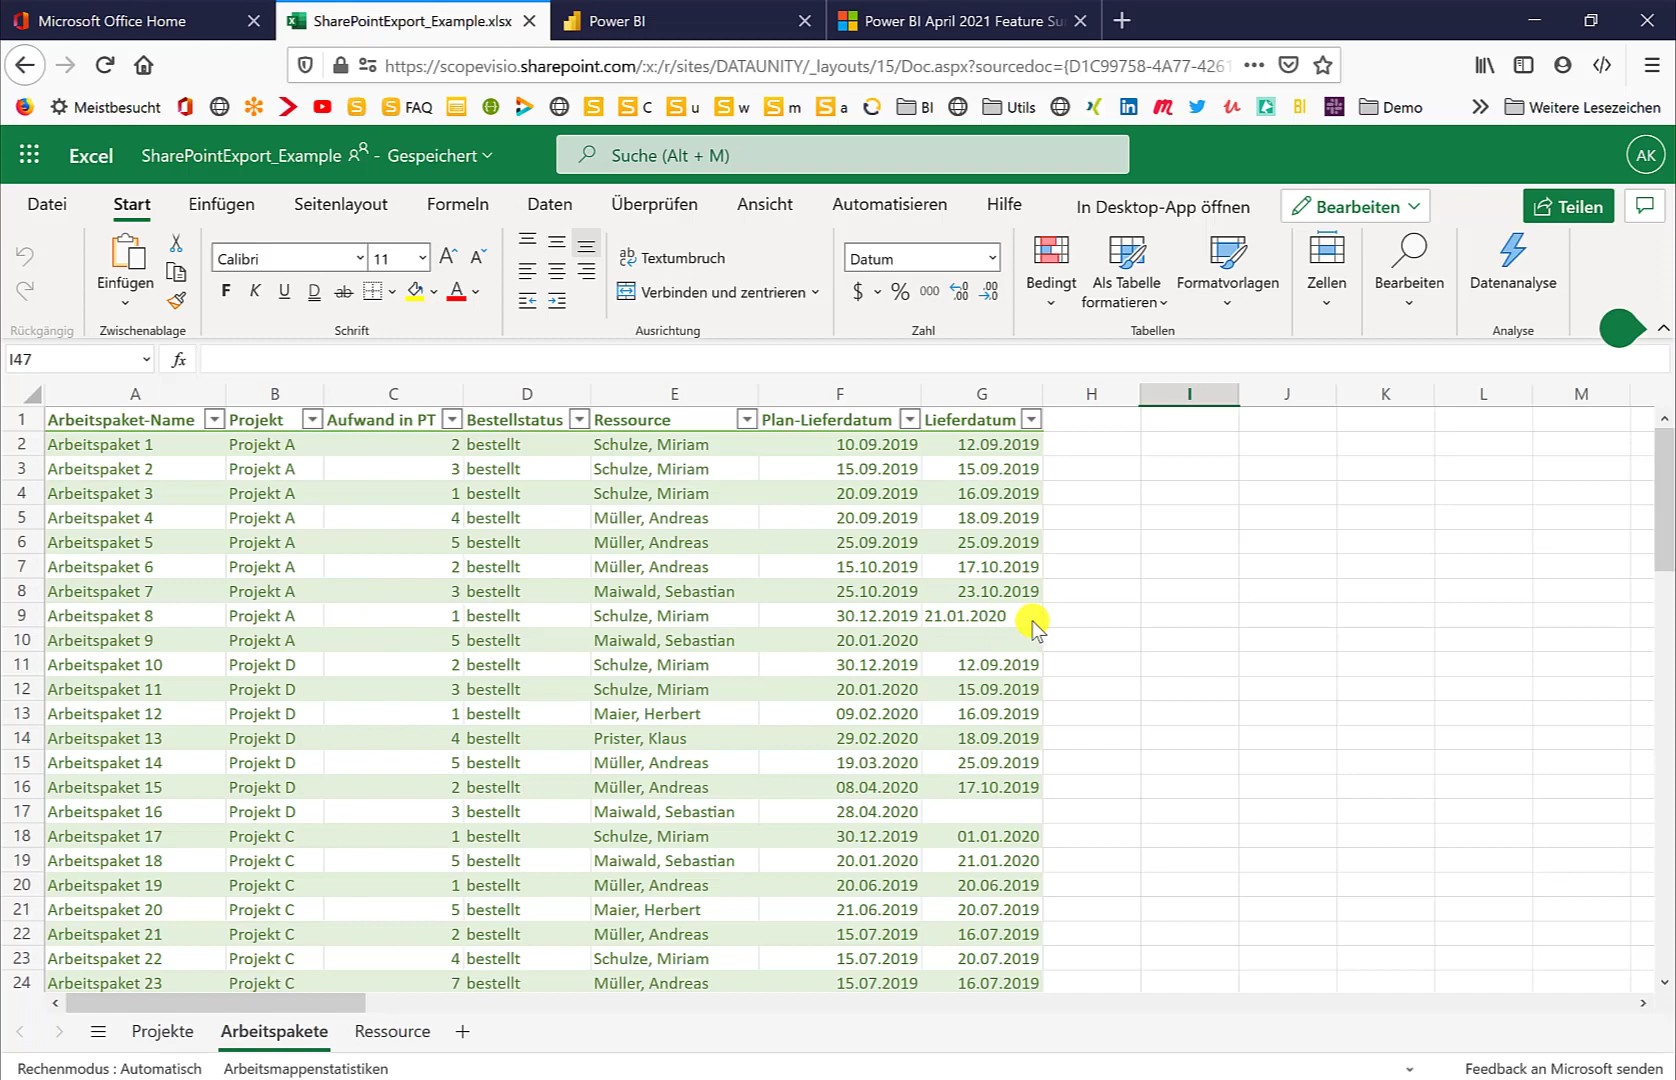 Microsoft Office Home
SharePointExport_Example.xlsx
Power BI
Power BI April 2021 Feature Su
https://scopevisio.sharepoint.com/:x:/r/sites/DATAUNITY/_layouts/15/Doc.aspx?sourcedoc={D1C99758-4A77-4261
Meistbesucht S S FAQ S S C S u S w S m S a BI Utils BI Demo Weitere Lesezeichen
Excel SharePointExport_Example - Gespeichert Suche (Alt + M) AK
Datei Start Einfügen Seitenlayout Formeln Daten Überprüfen Ansicht Automatisieren Hilfe In Desktop-App öffnen Bearbeiten Teilen
Calibri 11 Textumbruch Datum
Einfügen F K U D ab A Verbinden und zentrieren $ % 000 Bedingt Als Tabelle formatieren Formatvorlagen Zellen Bearbeiten Datenanalyse
Rückgängig Zwischenablage Schrift Ausrichtung Zahl Tabellen Analyse
I47 fx
A B C D E F G H I J K L M
1 Arbeitspaket-Name Projekt Aufwand in PT Bestellstatus Ressource Plan-Lieferdatum Lieferdatum
2 Arbeitspaket 1 Projekt A 2 bestellt Schulze, Miriam 10.09.2019 12.09.2019
3 Arbeitspaket 2 Projekt A 3 bestellt Schulze, Miriam 15.09.2019 15.09.2019
4 Arbeitspaket 3 Projekt A 1 bestellt Schulze, Miriam 20.09.2019 16.09.2019
5 Arbeitspaket 4 Projekt A 4 bestellt Müller, Andreas 20.09.2019 18.09.2019
6 Arbeitspaket 5 Projekt A 5 bestellt Müller, Andreas 25.09.2019 25.09.2019
7 Arbeitspaket 6 Projekt A 2 bestellt Müller, Andreas 15.10.2019 17.10.2019
8 Arbeitspaket 7 Projekt A 3 bestellt Maiwald, Sebastian 25.10.2019 23.10.2019
9 Arbeitspaket 8 Projekt A 1 bestellt Schulze, Miriam 30.12.2019 21.01.2020
10 Arbeitspaket 9 Projekt A 5 bestellt Maiwald, Sebastian 20.01.2020
11 Arbeitspaket 10 Projekt D 2 bestellt Schulze, Miriam 30.12.2019 12.09.2019
12 Arbeitspaket 11 Projekt D 3 bestellt Schulze, Miriam 20.01.2020 15.09.2019
13 Arbeitspaket 12 Projekt D 1 bestellt Maier, Herbert 09.02.2020 16.09.2019
14 Arbeitspaket 13 Projekt D 4 bestellt Prister, Klaus 29.02.2020 18.09.2019
15 Arbeitspaket 14 Projekt D 5 bestellt Müller, Andreas 19.03.2020 25.09.2019
16 Arbeitspaket 15 Projekt D 2 bestellt Müller, Andreas 08.04.2020 17.10.2019
17 Arbeitspaket 16 Projekt D 3 bestellt Maiwald, Sebastian 28.04.2020
18 Arbeitspaket 17 Projekt C 1 bestellt Schulze, Miriam 30.12.2019 01.01.2020
19 Arbeitspaket 18 Projekt C 5 bestellt Maiwald, Sebastian 20.01.2020 21.01.2020
20 Arbeitspaket 19 Projekt C 1 bestellt Müller, Andreas 20.06.2019 20.06.2019
21 Arbeitspaket 20 Projekt C 5 bestellt Maier, Herbert 21.06.2019 20.07.2019
22 Arbeitspaket 21 Projekt C 2 bestellt Müller, Andreas 15.07.2019 16.07.2019
23 Arbeitspaket 22 Projekt C 4 bestellt Schulze, Miriam 15.07.2019 20.07.2019
24 Arbeitspaket 23 Projekt C 7 bestellt Müller, Andreas 15.07.2019 16.07.2019
Projekte Arbeitspakete Ressource
Rechenmodus : Automatisch Arbeitsmappenstatistiken Feedback an Microsoft senden